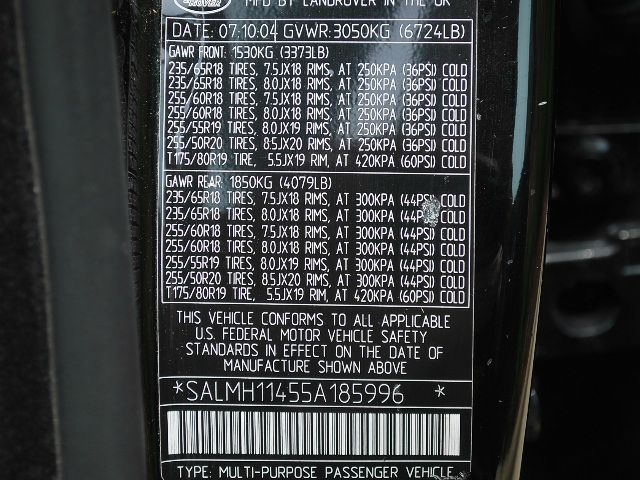 ROVER
MFG BY LANDROVER IN THE UK
DATE: 07:10:04 GVWR:3050KG (6724LB)
GAWR FRONT: 1530KG (3373LB)
235/65R18 TIRES, 7.5JX18 RIMS, AT 250KPA (36PSI) COLD
235/65R18 TIRES, 8.0JX18 RIMS, AT 250KPA (36PSI) COLD
255/60R18 TIRES, 7.5JX18 RIMS, AT 250KPA (36PSI) COLD
255/60R18 TIRES, 8.0JX18 RIMS, AT 250KPA (36PSI) COLD
255/55R19 TIRES, 8.0JX19 RIMS, AT 250KPA (36PSI) COLD
255/50R20 TIRES, 8.5JX20 RIMS, AT 250KPA (36PSI) COLD
T175/80R19 TIRE, 5.5JX19 RIM, AT 420KPA (60PSI) COLD
GAWR REAR: 1850KG (4079LB)
235/65R18 TIRES, 7.5JX18 RIMS, AT 300KPA (44PSI) COLD
235/65R18 TIRES, 8.0JX18 RIMS, AT 300KPA (44PSI) COLD
255/60R18 TIRES, 7.5JX18 RIMS, AT 300KPA (44PSI) COLD
255/60R18 TIRES, 8.0JX18 RIMS, AT 300KPA (44PSI) COLD
255/55R19 TIRES, 8.0JX19 RIMS, AT 300KPA (44PSI) COLD
255/50R20 TIRES, 8.5JX20 RIMS, AT 300KPA (44PSI) COLD
T175/80R19 TIRE, 5.5JX19 RIM, AT 420KPA (60PSI) COLD
THIS VEHICLE CONFORMS TO ALL APPLICABLE
U.S. FEDERAL MOTOR VEHICLE SAFETY
STANDARDS IN EFFECT ON THE DATE OF
MANUFACTURE SHOWN ABOVE
*SALMH11455A185996 *
TYPE: MULTI-PURPOSE PASSENGER VEHICLE